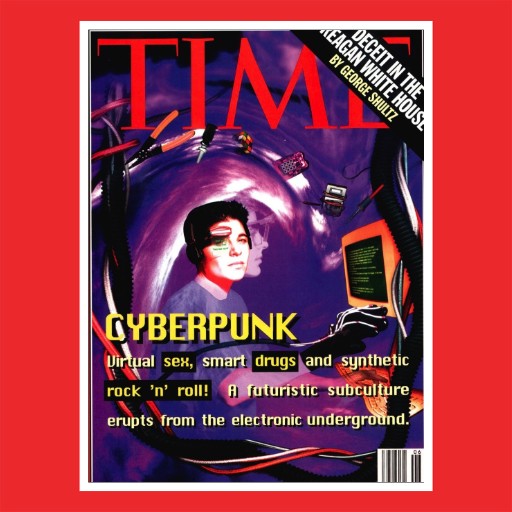 TIME
DECEIT IN THE
REAGAN WHITE HOUSE
BY GEORGE SHULTZ
CYBERPUNK
Virtual sex, smart drugs and synthetic
rock 'n' roll! A futuristic subculture
erupts from the electronic underground.
06